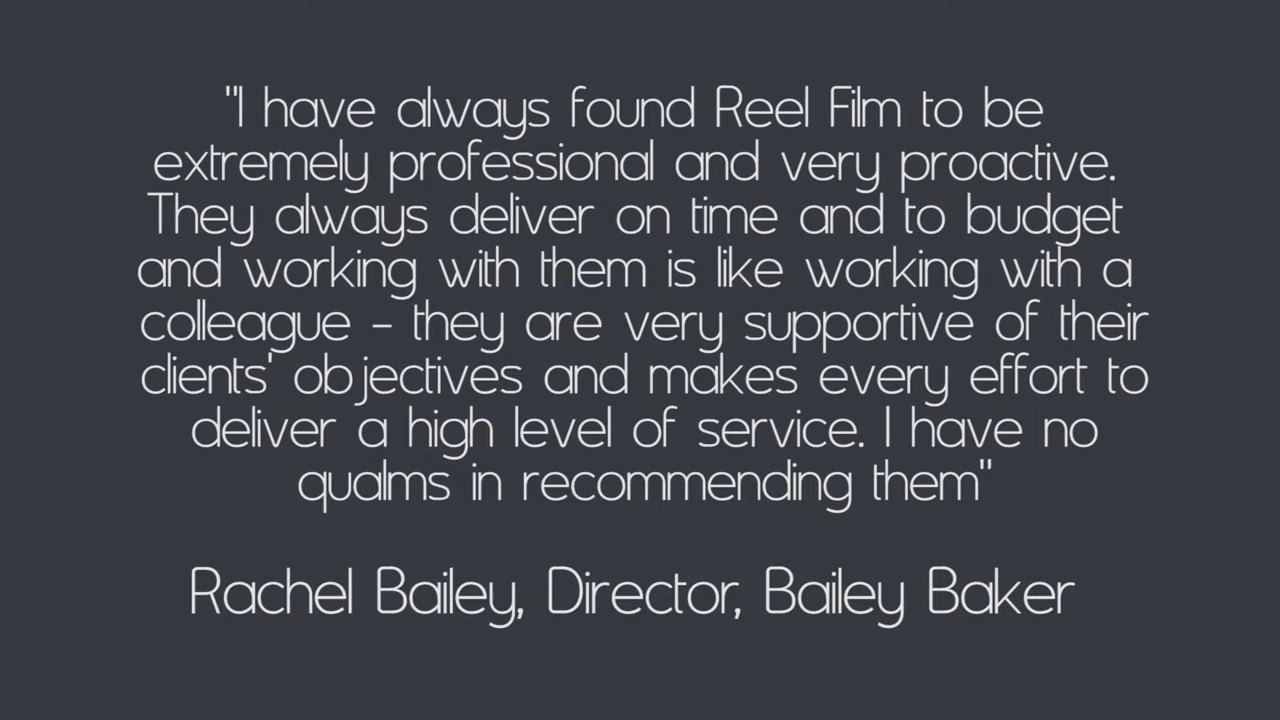 "I have always found Reel Film to be
extremely professional and very proactive.
They always deliver on time and to budget
and working with them is like working with a
colleague - they are very supportive of their
clients' objectives and makes every effort to
deliver a high level of service. I have no
qualms in recommending them"
Rachel Bailey, Director, Bailey Baker